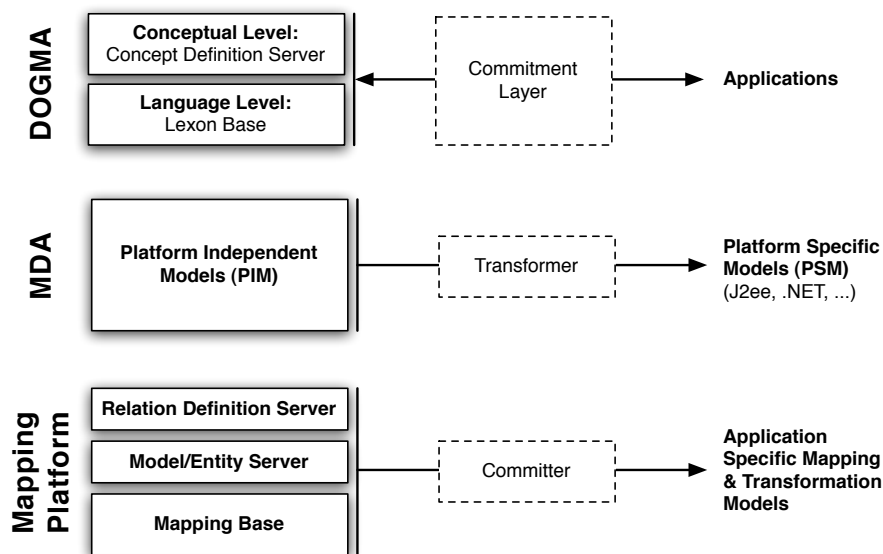 DOGMA
Conceptual Level:
Concept Definition Server
Language Level:
Lexon Base
Commitment
Layer
Applications
MDA
Platform Independent
Models (PIM)
Transformer
Platform Specific
Models (PSM)
(J2ee, .NET, ...)
Mapping
Platform
Relation Definition Server
Model/Entity Server
Mapping Base
Committer
Application
Specific Mapping
& Transformation
Models